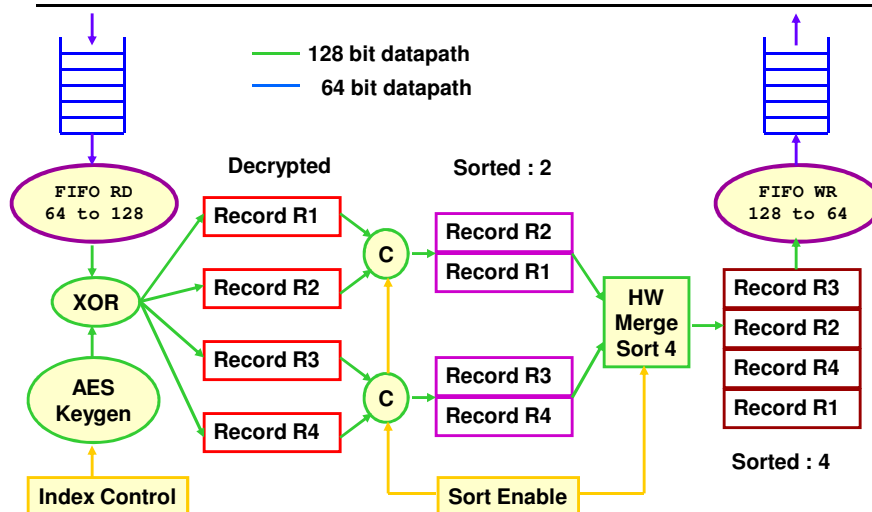 128 bit datapath
64 bit datapath
FIFO RD
64 to 128
Decrypted
Sorted : 2
FIFO WR
128 to 64
Record R1
Record R2
Record R3
Record R4
XOR
AES
Keygen
Index Control
C
C
Record R2
Record R1
Record R3
Record R4
Sort Enable
HW
Merge
Sort 4
Record R3
Record R2
Record R4
Record R1
Sorted : 4